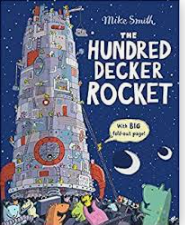 Mike Smith
THE
HUNDRED
DECKER
ROCKET
With BIG
fold-out page!